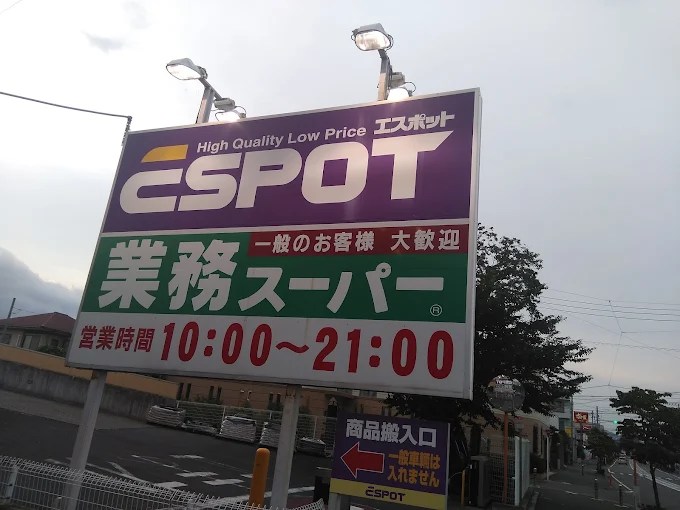 High Quality Low Price エスポット
ESPOT
一般のお客様 大歓迎
業務スーパー®
営業時間 10:00～21:00
商品搬入口
一般車輌は
入れません
ESPOT